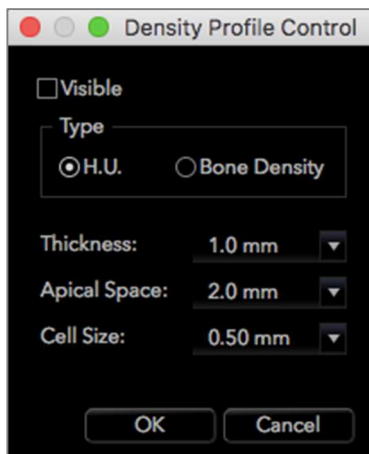 Density Profile Control
Visible
Type
H.U. Bone Density
Thickness: 1.0 mm
Apical Space: 2.0 mm
Cell Size: 0.50 mm
OK Cancel